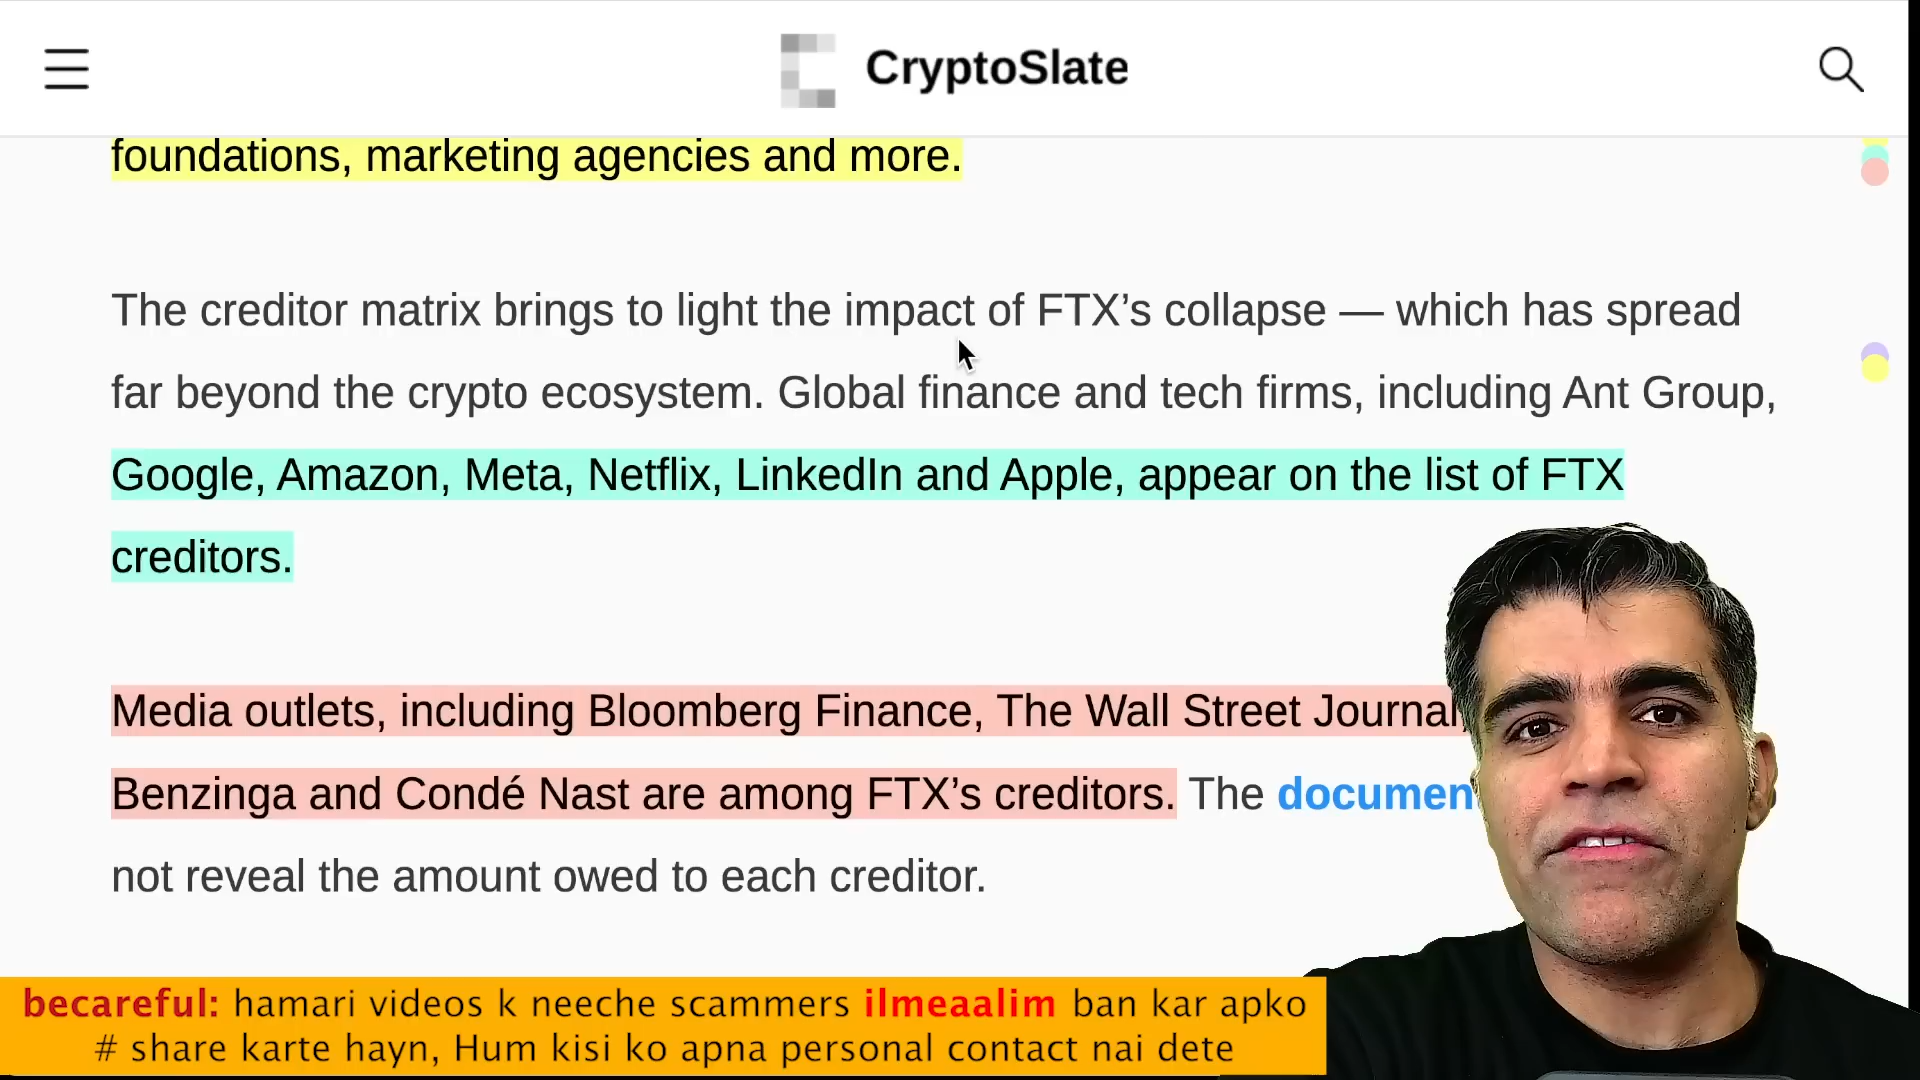 CryptoSlate
foundations, marketing agencies and more.
The creditor matrix brings to light the impact of FTX’s collapse — which has spread
far beyond the crypto ecosystem. Global finance and tech firms, including Ant Group,
Google, Amazon, Meta, Netflix, LinkedIn and Apple, appear on the list of FTX
creditors.
Media outlets, including Bloomberg Finance, The Wall Street Journal,
Benzinga and Condé Nast are among FTX’s creditors. The documen
not reveal the amount owed to each creditor.
becareful: hamari videos k neeche scammers ilmeaalim ban kar apko
# share karte hayn, Hum kisi ko apna personal contact nai dete